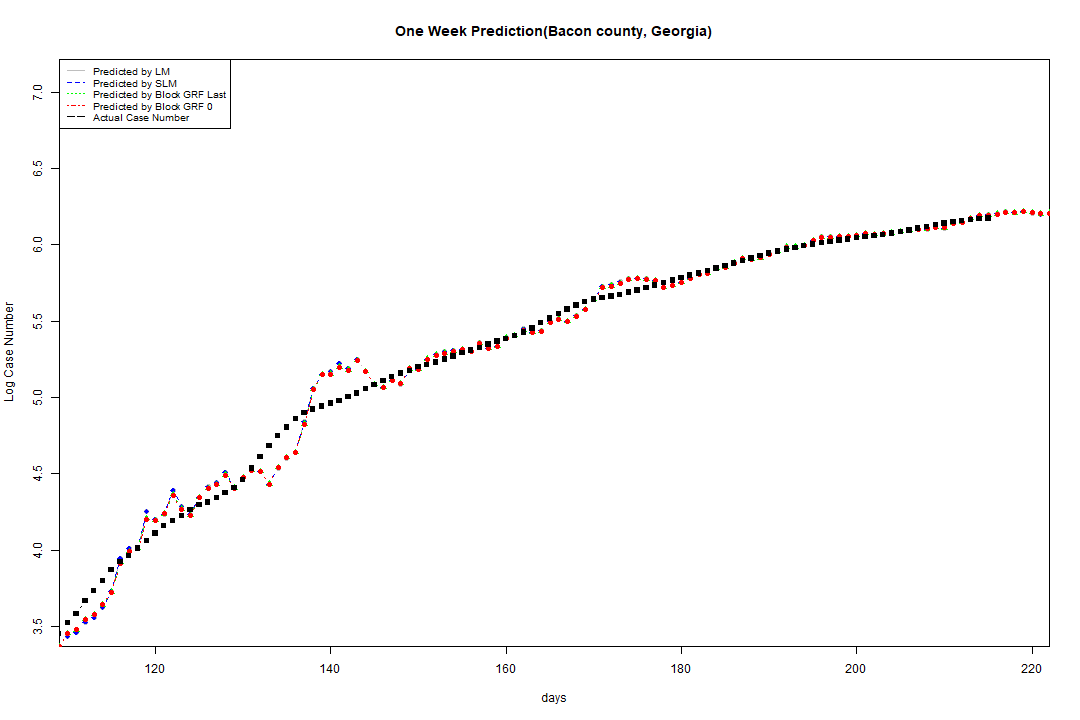 One Week Prediction(Bacon county, Georgia)
Predicted by LM
Predicted by SLM
Predicted by Block GRF Last
Predicted by Block GRF 0
Actual Case Number
7.0
6.5
6.0
5.5
5.0
4.5
4.0
3.5
Log Case Number
120 140 160 180 200 220
days